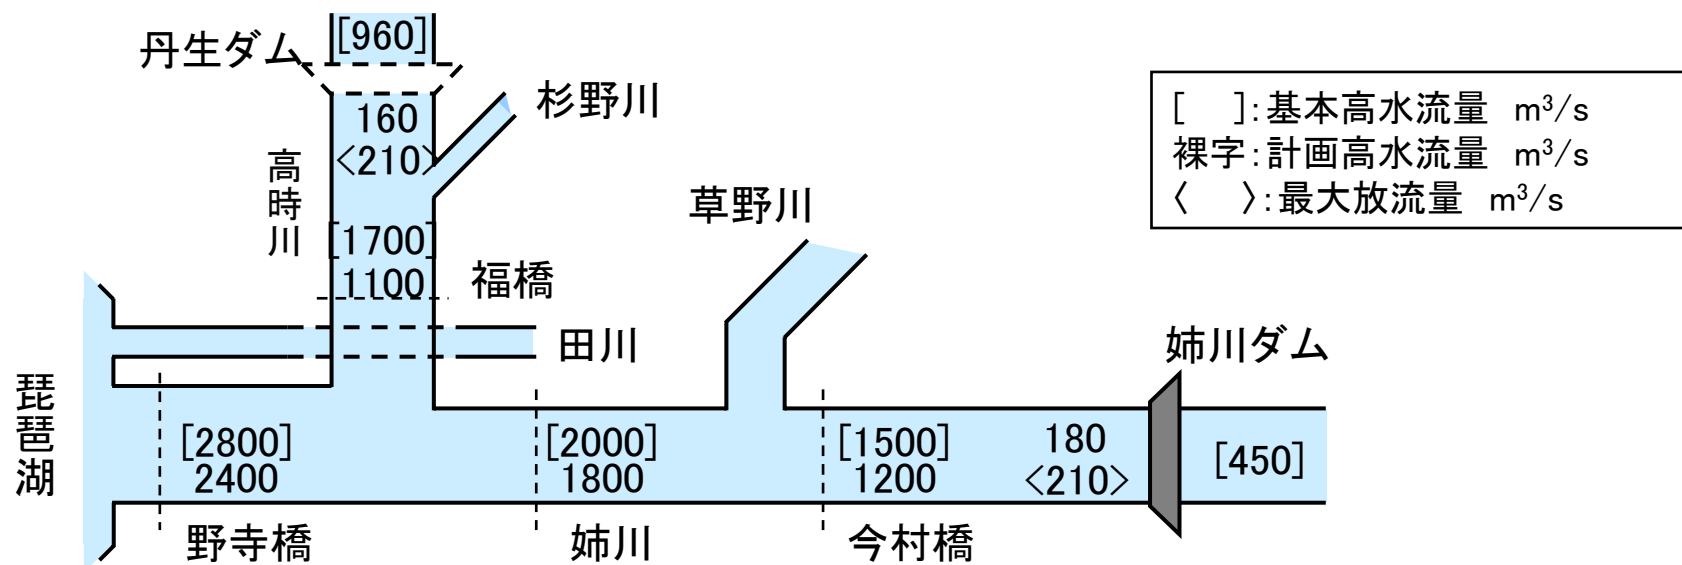 [960]
丹生ダム
杉野川
160
<210>
高時川
[　]:基本高水流量　m³/s
裸字:計画高水流量　m³/s
〈　〉:最大放流量　m³/s
草野川
[1700]
1100
福橋
田川
姉川ダム
琵琶湖
[2800]
2400
[2000]
1800
[1500]
1200
180
<210>
[450]
野寺橋
姉川
今村橋